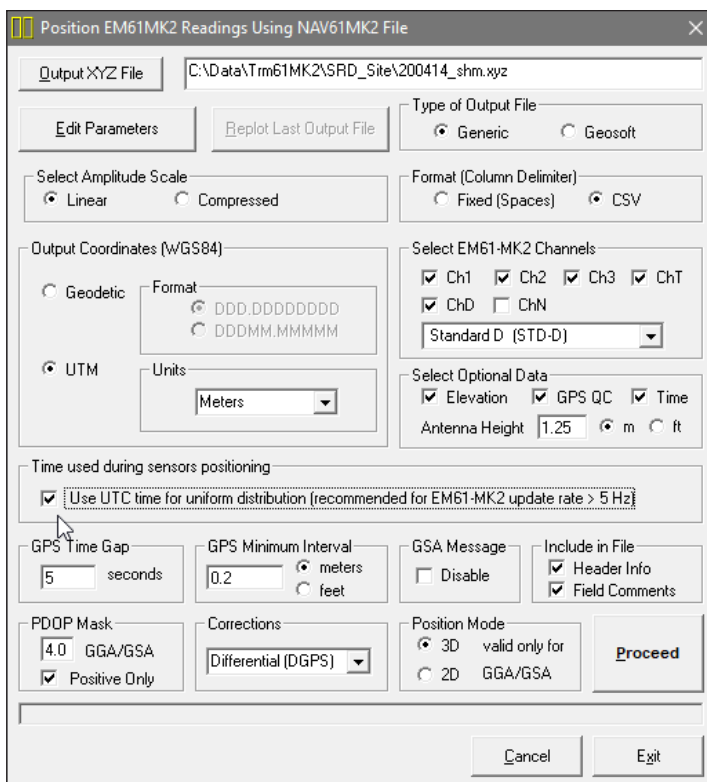 Position EM61MK2 Readings Using NAV61MK2 File
Output XYZ File
C:\Data\Trm61MK2\SRD_Site\200414_shm.xyz
Edit Parameters
Replot Last Output File
Type of Output File
Generic Geosoft
Select Amplitude Scale
Linear Compressed
Format (Column Delimiter)
Fixed (Spaces) CSV
Output Coordinates (WGS84)
Geodetic
Format
DDD.DDDDDDDD
DDDMM.MMMMM
UTM
Units
Meters
Select EM61-MK2 Channels
Ch1 Ch2 Ch3 ChT
ChD ChN
Standard D (STD-D)
Select Optional Data
Elevation GPS QC Time
Antenna Height 1.25 m ft
Time used during sensors positioning
Use UTC time for uniform distribution (recommended for EM61-MK2 update rate > 5 Hz)
GPS Time Gap
5 seconds
GPS Minimum Interval
0.2 meters
feet
GSA Message
Disable
Include in File
Header Info
Field Comments
PDOP Mask
4.0 GGA/GSA
Positive Only
Corrections
Differential (DGPS)
Position Mode
3D valid only for
2D GGA/GSA
Proceed
Cancel
Exit